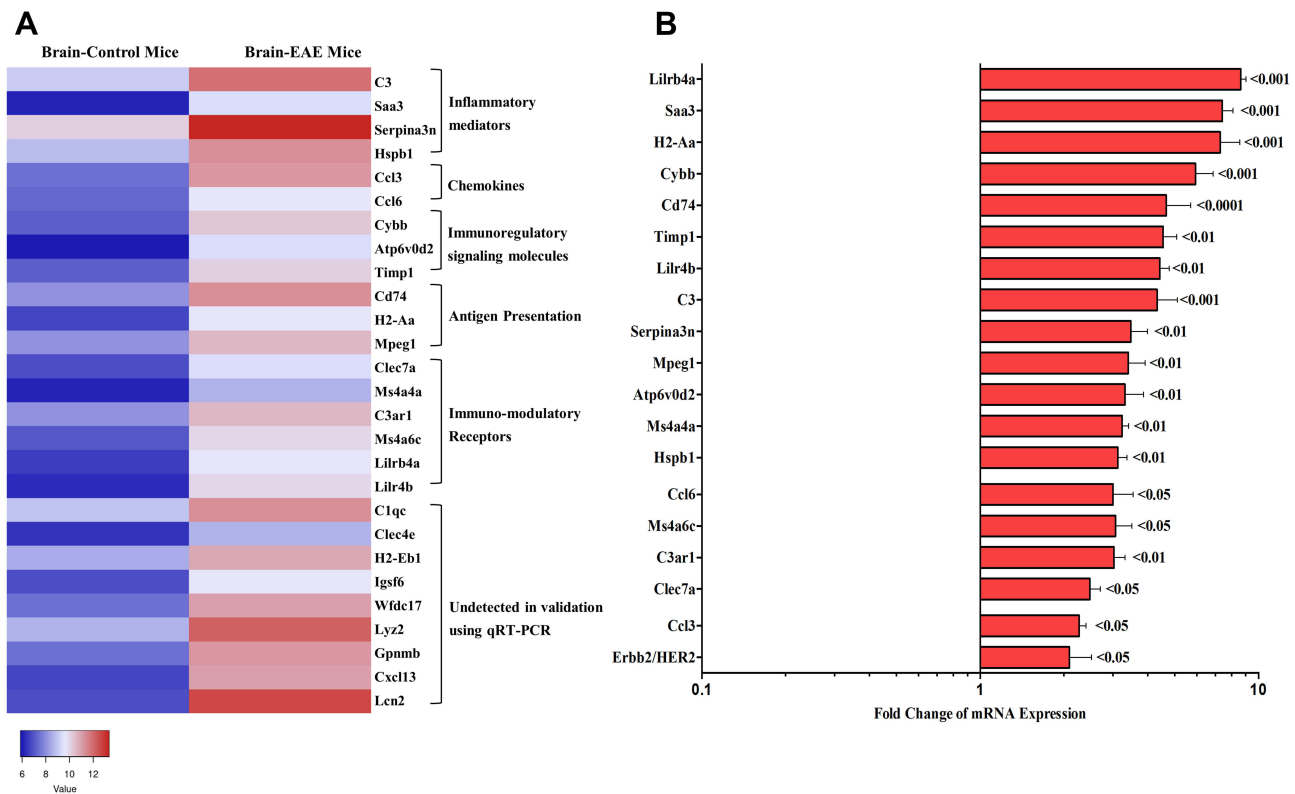 A
Brain-Control Mice
Brain-EAE Mice
C3
Saa3
Serpina3n
Hspb1
Inflammatory
mediators
Ccl3
Ccl6
Chemokines
Cybb
Atp6v0d2
Timp1
Immunoregulatory
signaling molecules
Cd74
H2-Aa
Mpeg1
Antigen Presentation
Clec7a
Ms4a4a
C3ar1
Ms4a6c
Lilrb4a
Lilr4b
Immuno-modulatory
Receptors
C1qc
Clec4e
H2-Eb1
Igsf6
Wfdc17
Lyz2
Gpnmb
Cxcl13
Lcn2
Undetected in validation
using qRT-PCR
6 8 10 12
Value
B
Lilrb4a <0.001
Saa3 <0.001
H2-Aa <0.001
Cybb <0.001
Cd74 <0.0001
Timp1 <0.01
Lilr4b <0.01
C3 <0.001
Serpina3n <0.01
Mpeg1 <0.01
Atp6v0d2 <0.01
Ms4a4a <0.01
Hspb1 <0.01
Ccl6 <0.05
Ms4a6c <0.05
C3ar1 <0.01
Clec7a <0.05
Ccl3 <0.05
Erbb2/HER2 <0.05
0.1 1 10
Fold Change of mRNA Expression